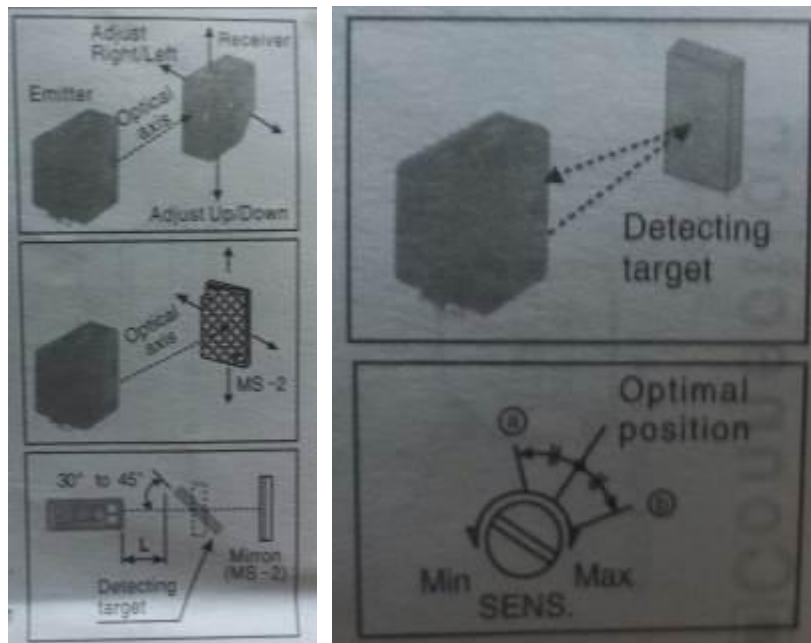 Adjust
Right/Left
Receiver
Emitter
Optical
axis
Adjust Up/Down
Optical
axis
MS-2
30° to 45°
L
Mirron
(MS-2)
Detecting
target
Detecting
target
Optimal
position
ⓐ
ⓑ
Min
Max
SENS.